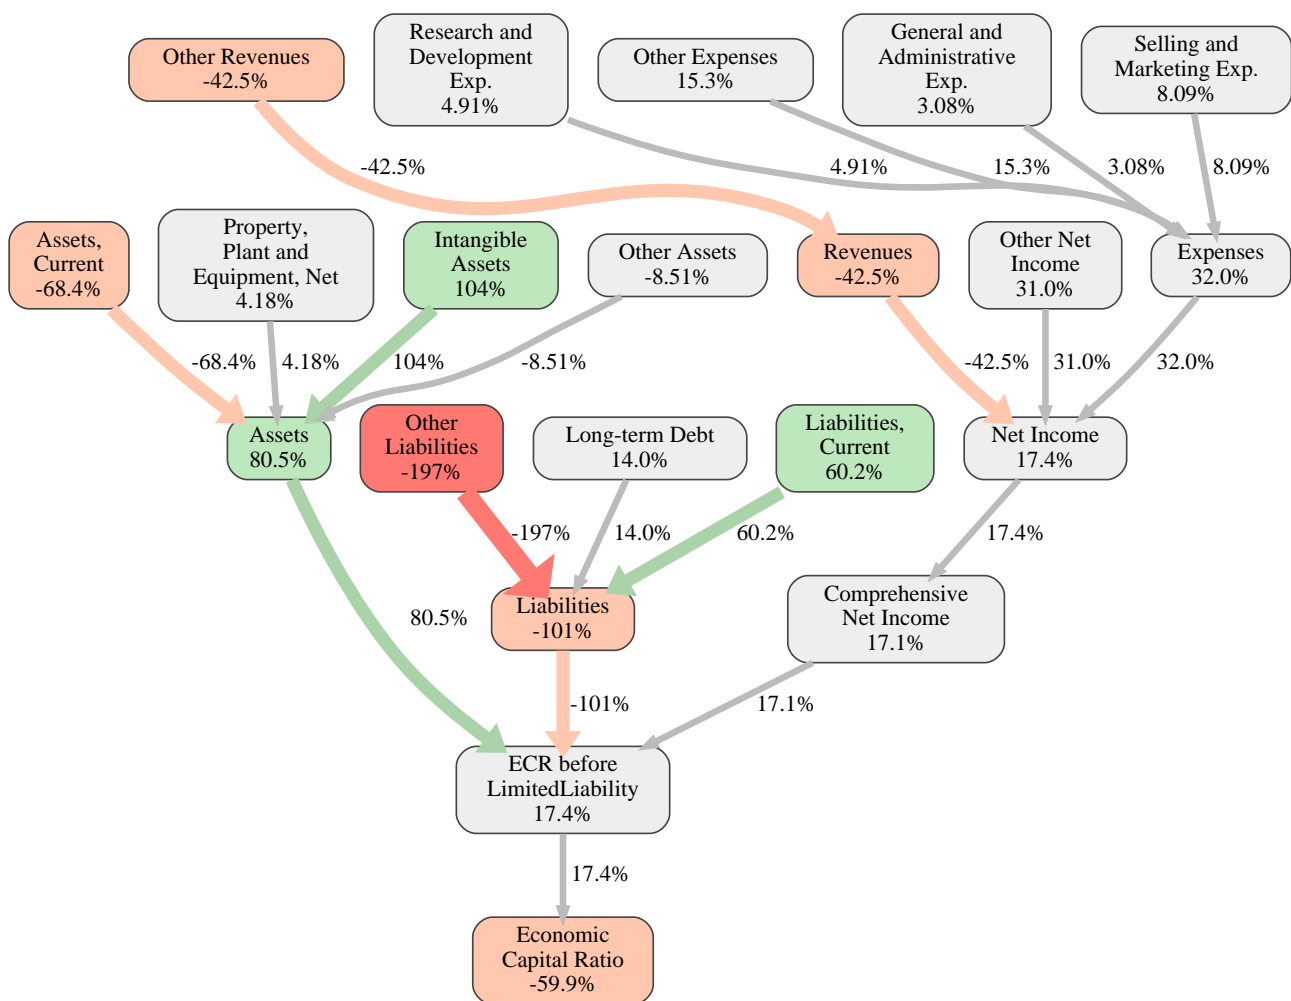 Other Revenues
-42.5%
Research and
Development
Exp.
4.91%
Other Expenses
15.3%
General and
Administrative
Exp.
3.08%
Selling and
Marketing Exp.
8.09%
-42.5%
4.91%
15.3%
3.08%
8.09%
Assets,
Current
-68.4%
Property,
Plant and
Equipment, Net
4.18%
Intangible
Assets
104%
Other Assets
-8.51%
Revenues
-42.5%
Other Net
Income
31.0%
Expenses
32.0%
-68.4%
4.18%
104%
-8.51%
-42.5%
31.0%
32.0%
Assets
80.5%
Other
Liabilities
-197%
Long-term Debt
14.0%
Liabilities,
Current
60.2%
Net Income
17.4%
-197%
14.0%
60.2%
17.4%
80.5%
Liabilities
-101%
Comprehensive
Net Income
17.1%
-101%
17.1%
ECR before
LimitedLiability
17.4%
17.4%
Economic
Capital Ratio
-59.9%